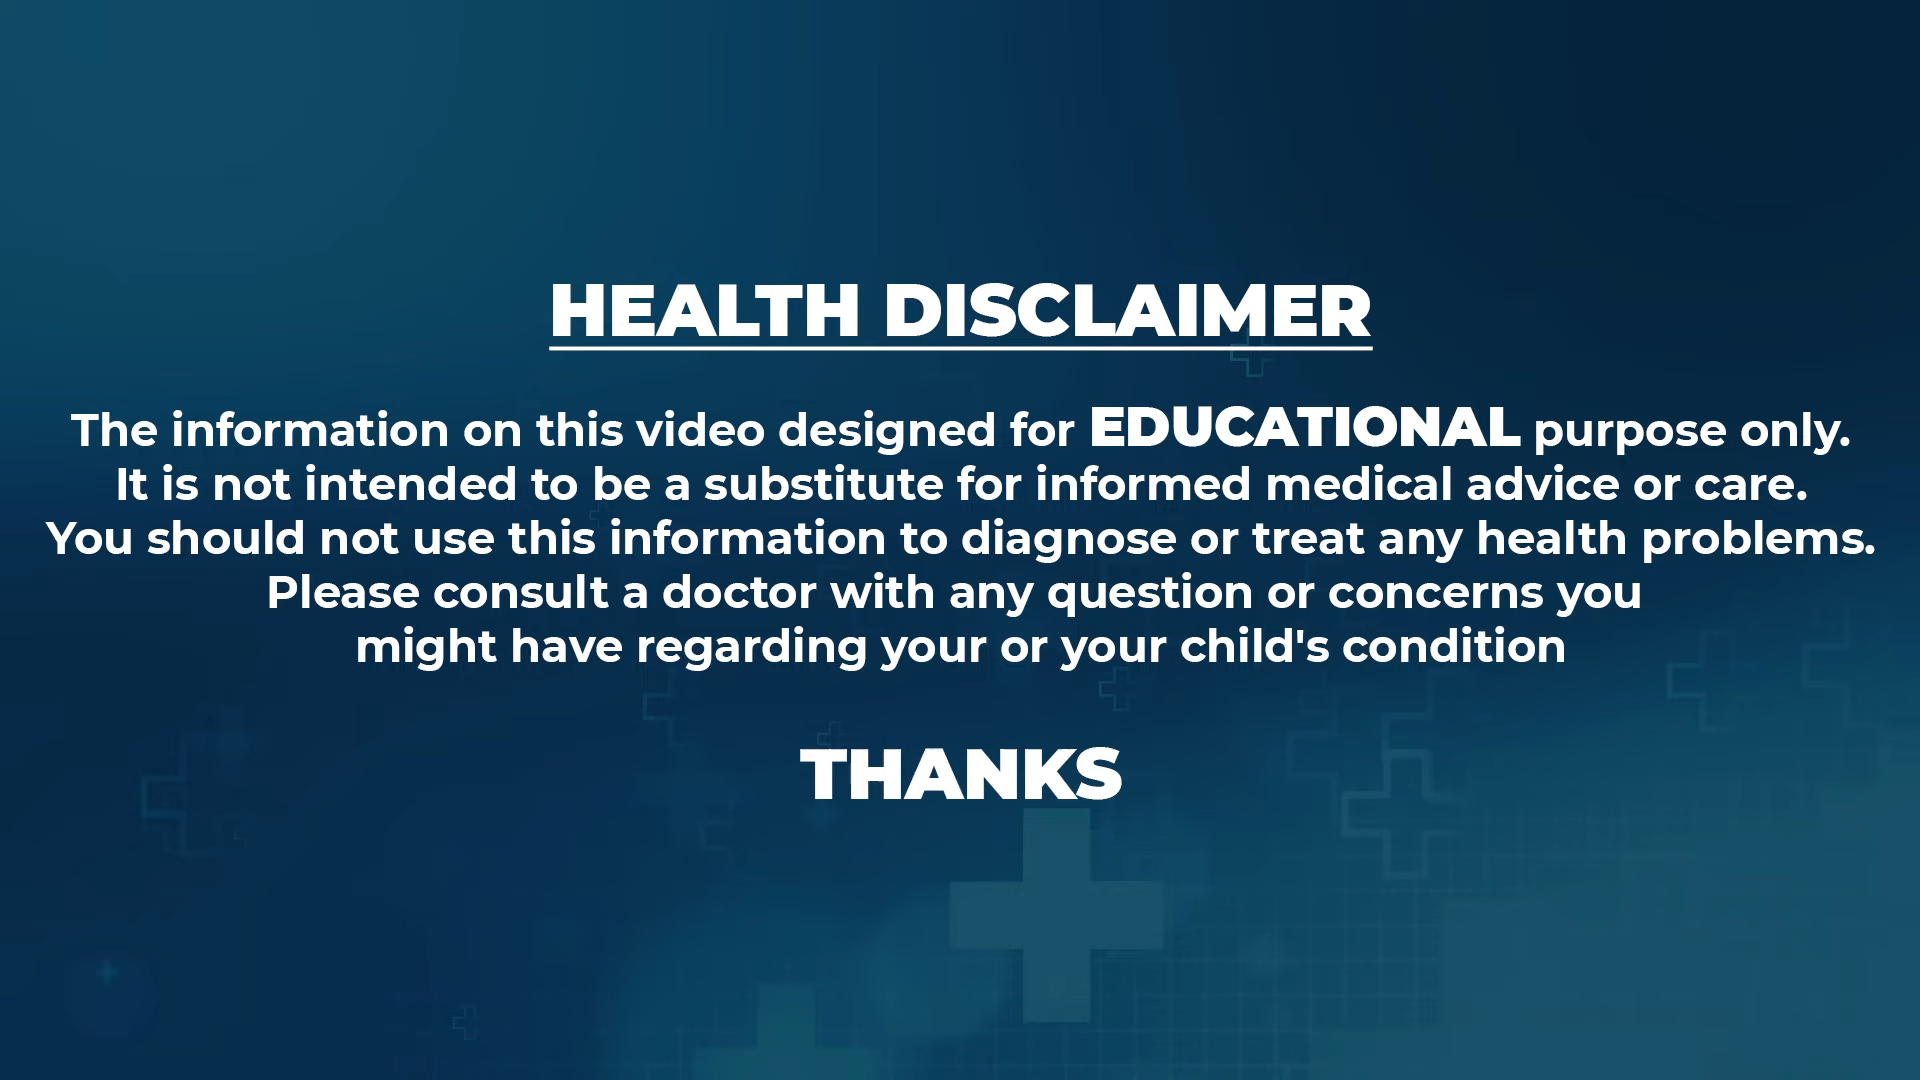 HEALTH DISCLAIMER
The information on this video designed for EDUCATIONAL purpose only.
It is not intended to be a substitute for informed medical advice or care.
You should not use this information to diagnose or treat any health problems.
Please consult a doctor with any question or concerns you
might have regarding your or your child's condition
THANKS